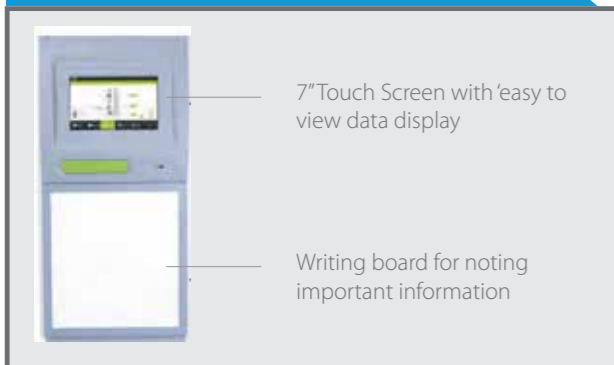 7" Touch Screen with ‘easy to
view data display
Writing board for noting
important information